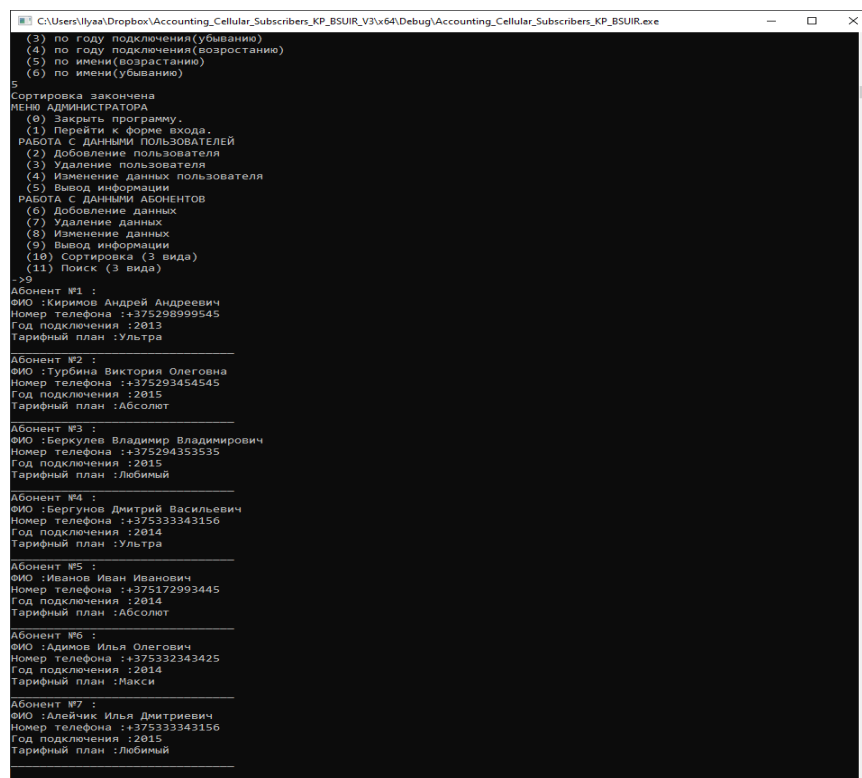 C:\Users\Ilyaa\Dropbox\Accounting_Cellular_Subscribers_KP_BSUIR_V3\x64\Debug\Accounting_Cellular_Subscribers_KP_BSUIR.exe
(3) по году подключения(убыванию)
(4) по году подключения(возростанию)
(5) по имени(возрастанию)
(6) по имени(убыванию)
5
Сортировка закончена
МЕНЮ АДМИНИСТРАТОРА
(0) Закрыть программу.
(1) Перейти к форме входа.
РАБОТА С ДАННЫМИ ПОЛЬЗОВАТЕЛЕЙ
(2) Добовление пользователя
(3) Удаление пользователя
(4) Изменение данных пользователя
(5) Вывод информации
РАБОТА С ДАННЫМИ АБОНЕНТОВ
(6) Добовление данных
(7) Удаление данных
(8) Изменение данных
(9) Вывод информации
(10) Сортировка (3 вида)
(11) Поиск (3 вида)
->9
Абонент №1 :
ФИО :Киримов Андрей Андреевич
Номер телефона :+375298999545
Год подключения :2013
Тарифный план :Ультра
_______________________________
Абонент №2 :
ФИО :Турбина Виктория Олеговна
Номер телефона :+375293454545
Год подключения :2015
Тарифный план :Абсолют
_______________________________
Абонент №3 :
ФИО :Беркулев Владимир Владимирович
Номер телефона :+375294353535
Год подключения :2015
Тарифный план :Любимый
_______________________________
Абонент №4 :
ФИО :Бергунов Дмитрий Васильевич
Номер телефона :+375333343156
Год подключения :2014
Тарифный план :Ультра
_______________________________
Абонент №5 :
ФИО :Иванов Иван Иванович
Номер телефона :+375172993445
Год подключения :2014
Тарифный план :Абсолют
_______________________________
Абонент №6 :
ФИО :Адимов Илья Олегович
Номер телефона :+375332343425
Год подключения :2014
Тарифный план :Макси
_______________________________
Абонент №7 :
ФИО :Алейчик Илья Дмитриевич
Номер телефона :+375333343156
Год подключения :2015
Тарифный план :Любимый
_______________________________